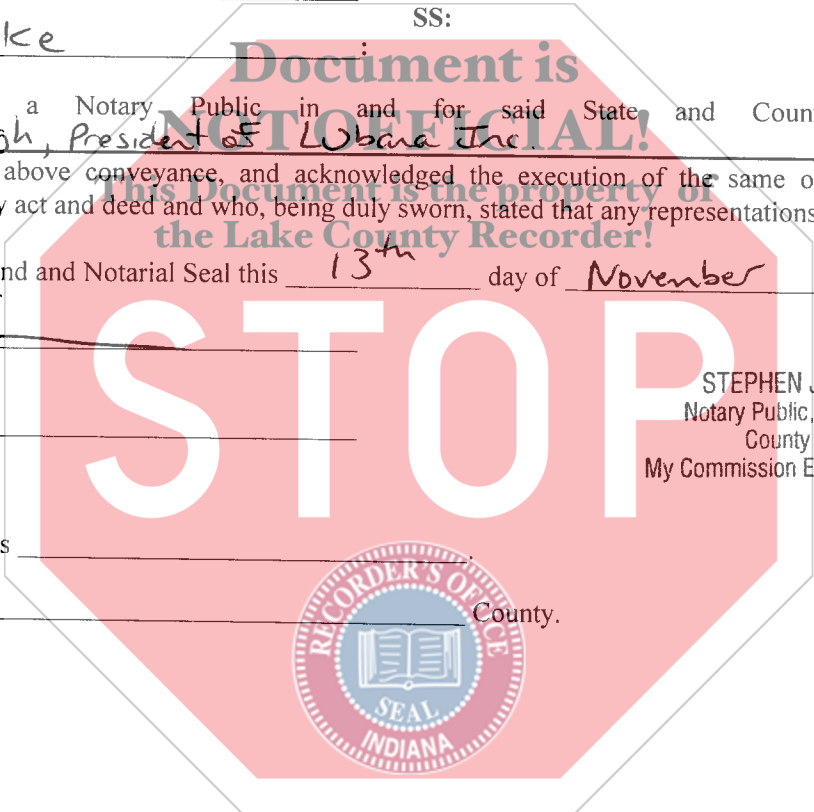 SS:
ke :
Document is
a Notary Public in and for said State and Coun
NOT OFFICIAL!
gh, President of Lubana Inc.
above conveyance, and acknowledged the execution of the same o
This Document is the property of
y act and deed and who, being duly sworn, stated that any representations
the Lake County Recorder!
nd and Notarial Seal this 13th day of November
STOP
STEPHEN J
Notary Public,
County
My Commission E
s .
County.
RECORDER'S OFFICE
SEAL
INDIANA